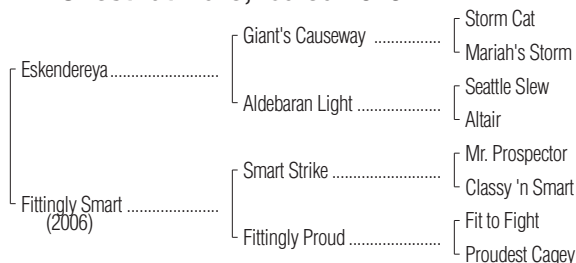 Eskendereya
Giant's Causeway
Storm Cat
Mariah's Storm
Aldebaran Light
Seattle Slew
Altair
Fittingly Smart
(2006)
Smart Strike
Mr. Prospector
Classy 'n Smart
Fittingly Proud
Fit to Fight
Proudest Cagey